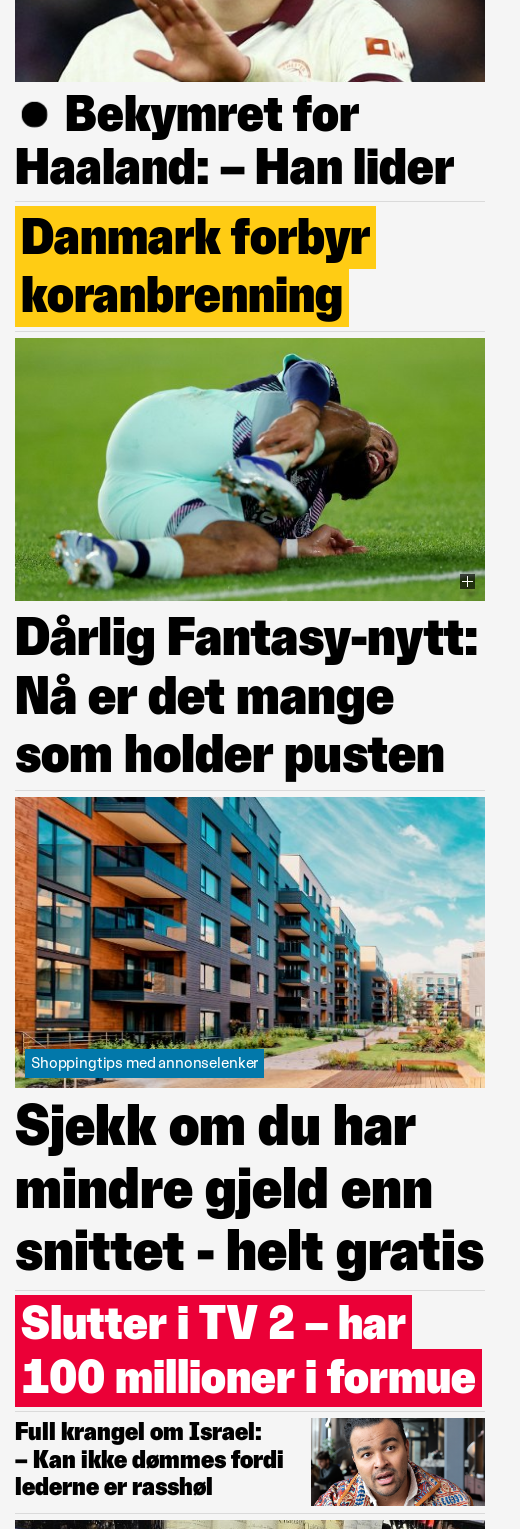 ● Bekymret for
Haaland: – Han lider
Danmark forbyr
koranbrenning
Dårlig Fantasy-nytt:
Nå er det mange
som holder pusten
Shoppingtips med annonselenker
Sjekk om du har
mindre gjeld enn
snittet - helt gratis
Slutter i TV 2 – har
100 millioner i formue
Full krangel om Israel:
– Kan ikke dømmes fordi
lederne er rasshøl